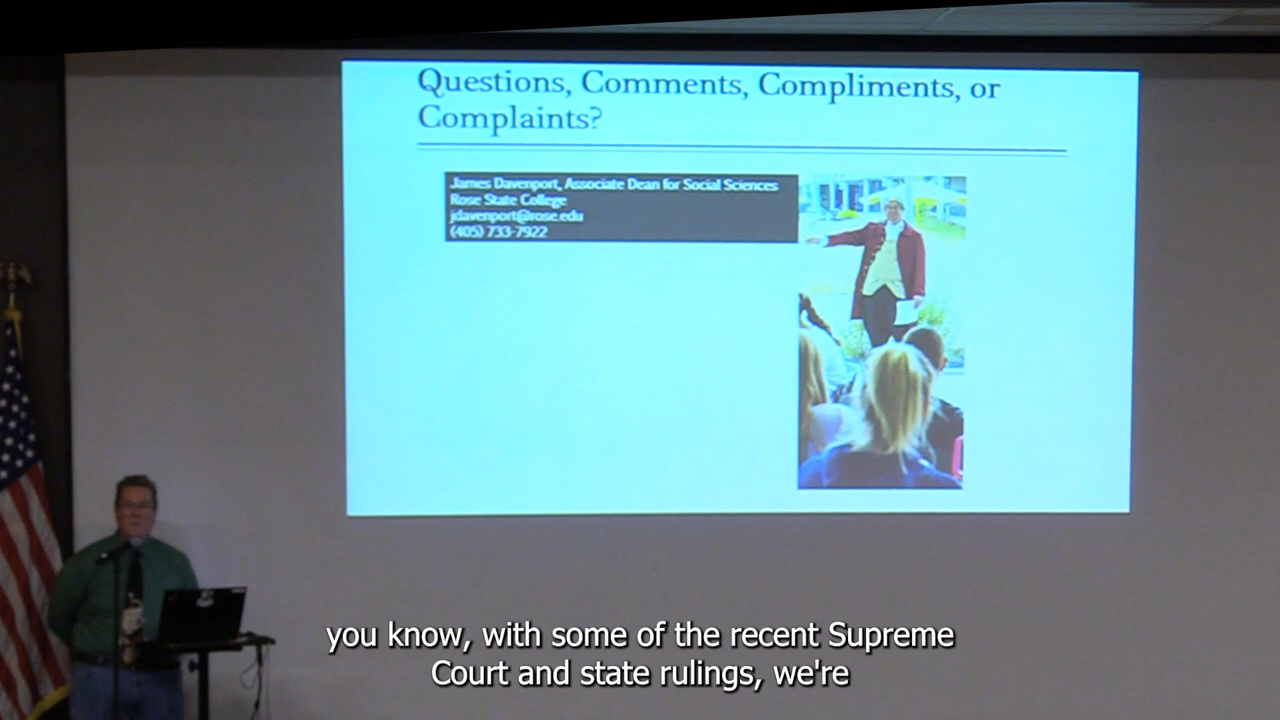 Questions, Comments, Compliments, or
Complaints?
James Davenport, Associate Dean for Social Sciences
Rose State College
jdavenport@rose.edu
(405) 733-7922
you know, with some of the recent Supreme
Court and state rulings, we're